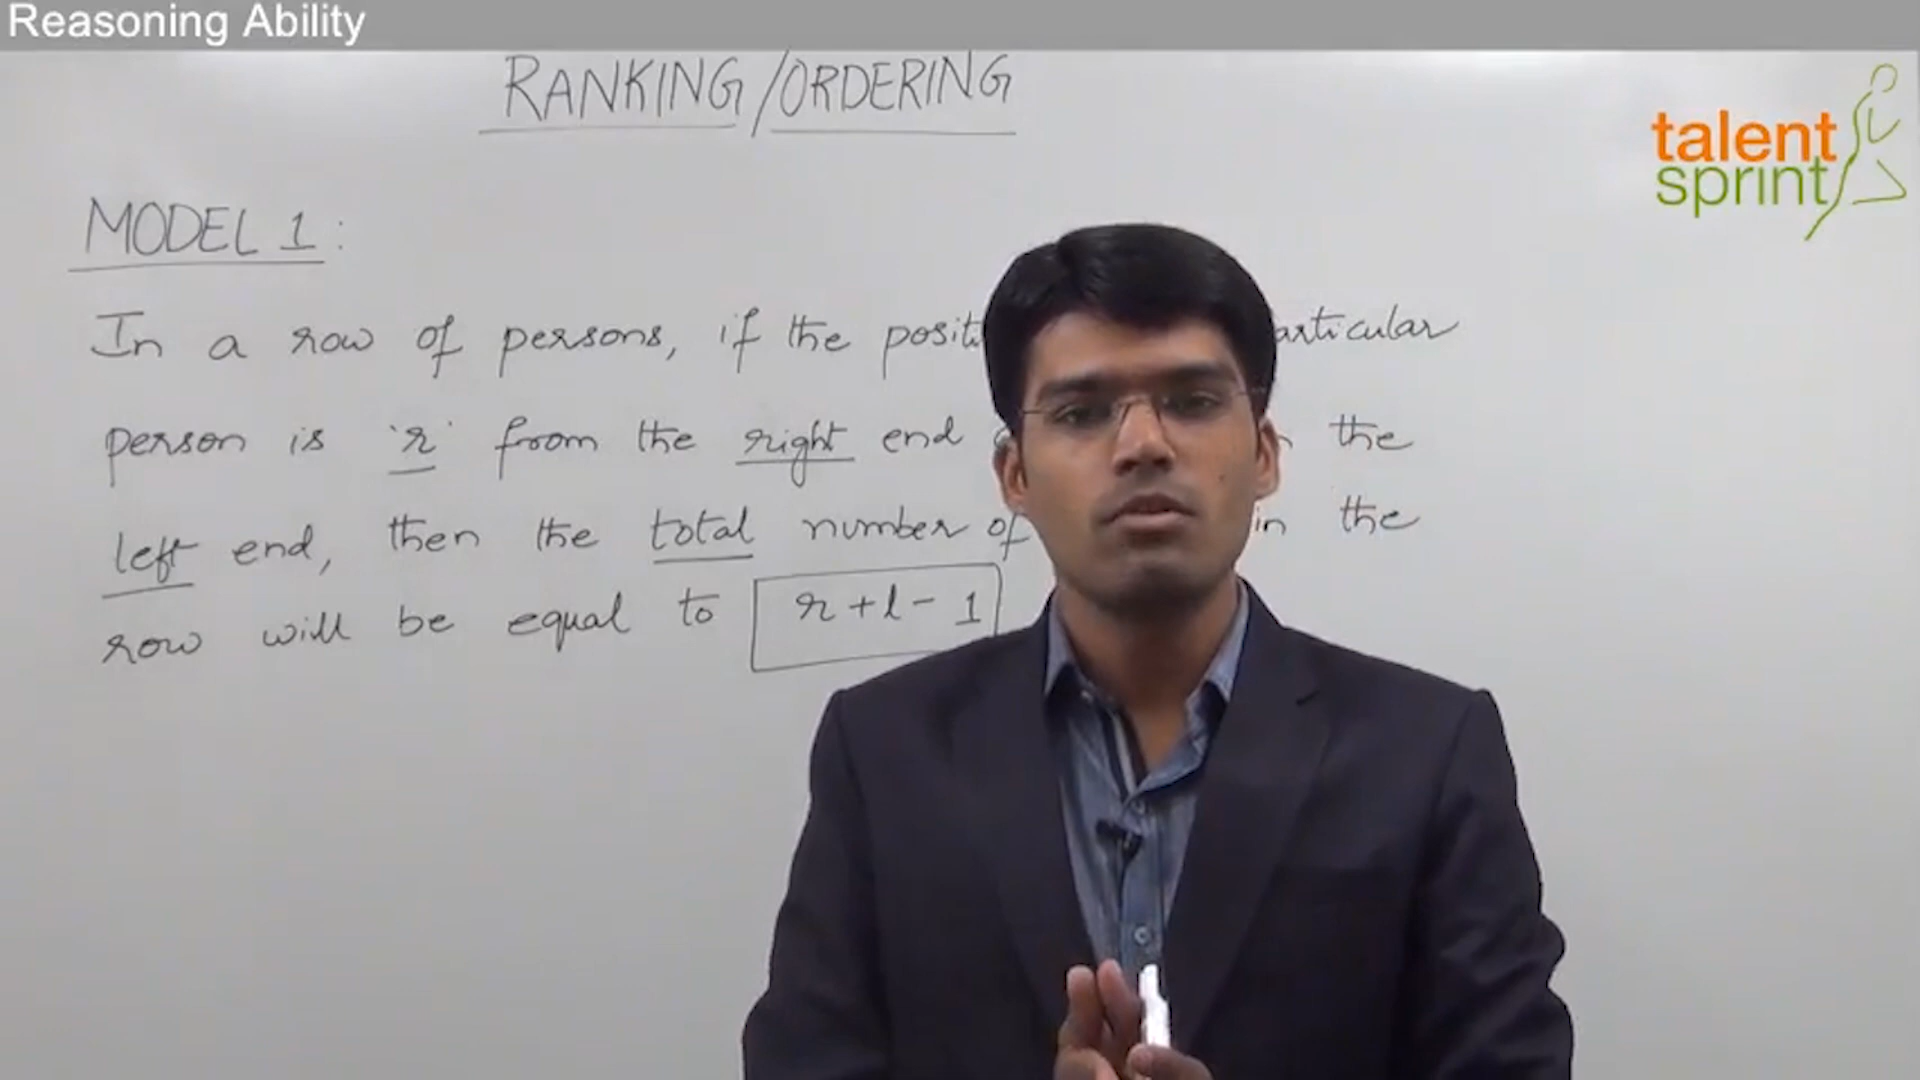 Reasoning Ability
RANKING/ORDERING
talent
sprint
MODEL 1:
In a row of persons, if the articular
person is 'r' from the right end the
left end, then the total number of in the
row will be equal to r + l - 1